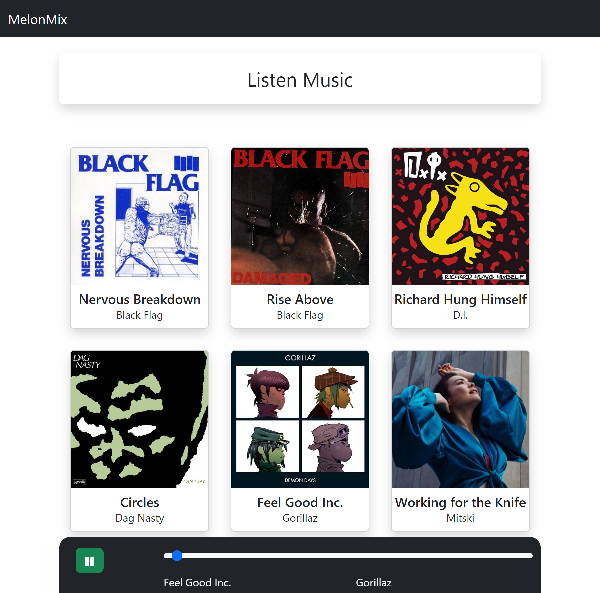 MelonMix
Listen Music
BLACK
FLAG
NERVOUS
BREAKDOWN
Nervous Breakdown
Black Flag
BLACK FLAG
DAMAGED
Rise Above
Black Flag
D.I.
RICHARD HUNG HIMSELF
Richard Hung Himself
D.I.
DAG
NASTY
Circles
Dag Nasty
GORILLAZ
DEMON DAYS
Feel Good Inc.
Gorillaz
Working for the Knife
Mitski
Feel Good Inc.
Gorillaz